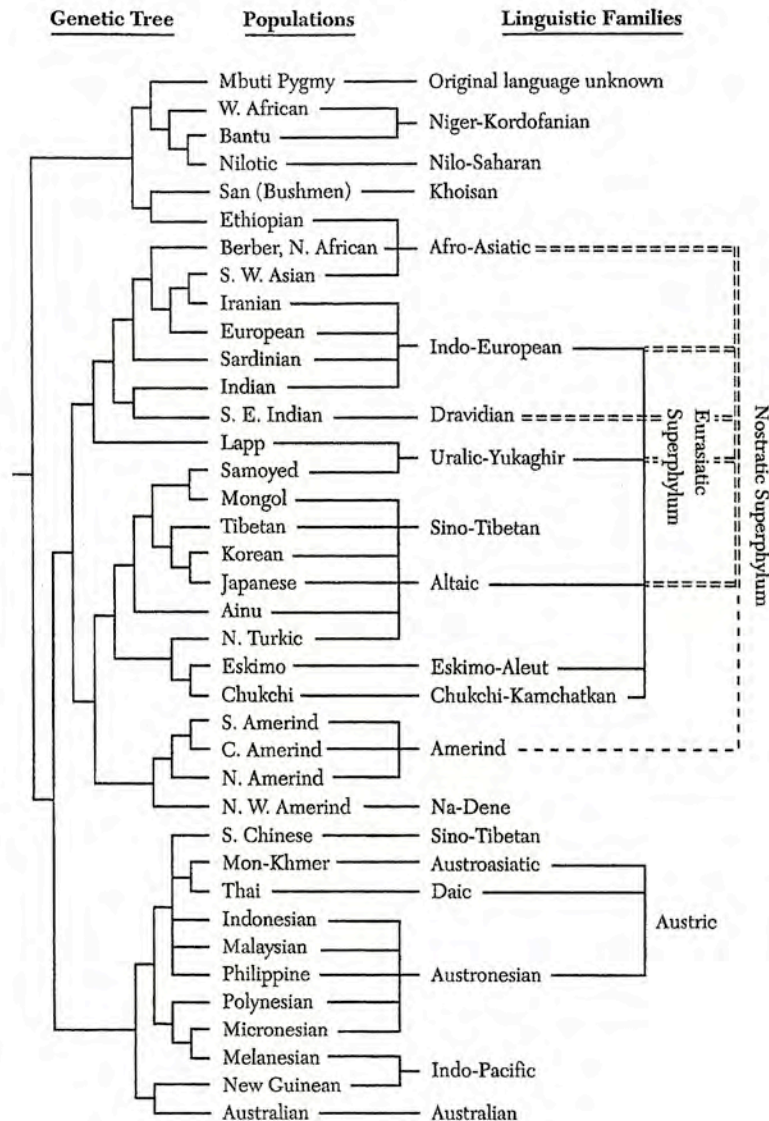 Genetic Tree Populations Linguistic Families
Mbuti Pygmy Original language unknown
W. African
Niger-Kordofanian
Bantu
Nilotic Nilo-Saharan
San (Bushmen) Khoisan
Ethiopian
Berber, N. African Afro-Asiatic
S. W. Asian
Iranian
European
Indo-European
Sardinian
Indian
S. E. Indian Dravidian
Lapp
Uralic-Yukaghir
Samoyed
Mongol
Tibetan Sino-Tibetan
Korean
Japanese Altaic
Ainu
N. Turkic
Eskimo Eskimo-Aleut
Chukchi Chukchi-Kamchatkan
S. Amerind
C. Amerind Amerind
N. Amerind
N. W. Amerind Na-Dene
S. Chinese Sino-Tibetan
Mon-Khmer Austroasiatic
Thai Daic
Indonesian
Austric
Malaysian
Philippine Austronesian
Polynesian
Micronesian
Melanesian
Indo-Pacific
New Guinean
Australian Australian
Eurasiatic
Superphylum
Nostratic Superphylum